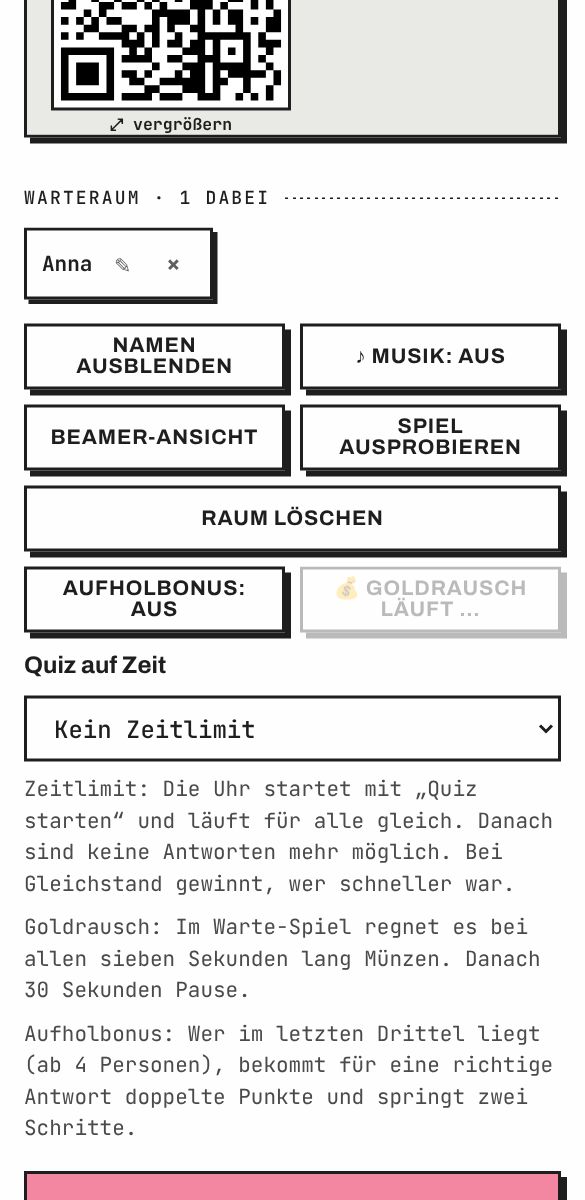 ⤢ vergrößern
WARTERAUM · 1 DABEI
Anna ✎ ×
NAMEN
AUSBLENDEN
♪ MUSIK: AUS
BEAMER-ANSICHT
SPIEL
AUSPROBIEREN
RAUM LÖSCHEN
AUFHOLBONUS:
AUS
💰 GOLDRAUSCH
LÄUFT ...
Quiz auf Zeit
Kein Zeitlimit
Zeitlimit: Die Uhr startet mit „Quiz
starten“ und läuft für alle gleich. Danach
sind keine Antworten mehr möglich. Bei
Gleichstand gewinnt, wer schneller war.
Goldrausch: Im Warte-Spiel regnet es bei
allen sieben Sekunden lang Münzen. Danach
30 Sekunden Pause.
Aufholbonus: Wer im letzten Drittel liegt
(ab 4 Personen), bekommt für eine richtige
Antwort doppelte Punkte und springt zwei
Schritte.